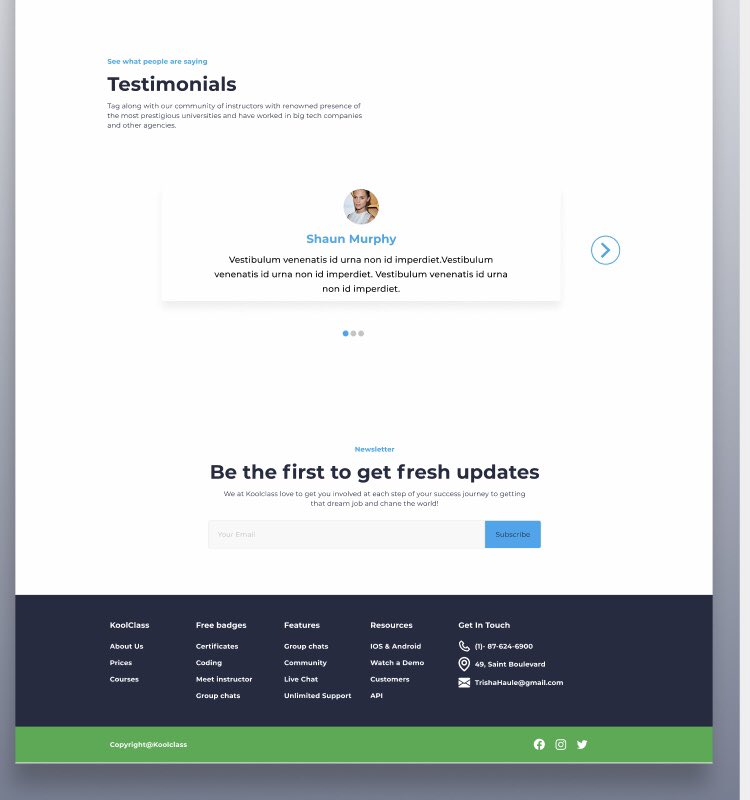 See what people are saying
Testimonials
Tag along with our community of instructors with renowned presence of
the most prestigious universities and have worked in big tech companies
and other agencies.
Shaun Murphy
Vestibulum venenatis id urna non id imperdiet.Vestibulum
venenatis id urna non id imperdiet. Vestibulum venenatis id urna
non id imperdiet.
Newsletter
Be the first to get fresh updates
We at Koolclass love to get you involved at each step of your success journey to getting
that dream job and chane the world!
Your Email
Subscribe
KoolClass
About Us
Prices
Courses
Free badges
Certificates
Coding
Meet instructor
Group chats
Features
Group chats
Community
Live Chat
Unlimited Support
Resources
IOS & Android
Watch a Demo
Customers
API
Get In Touch
(1)- 87-624-6900
49, Saint Boulevard
TrishaHaule@gmail.com
Copyright@Koolclass